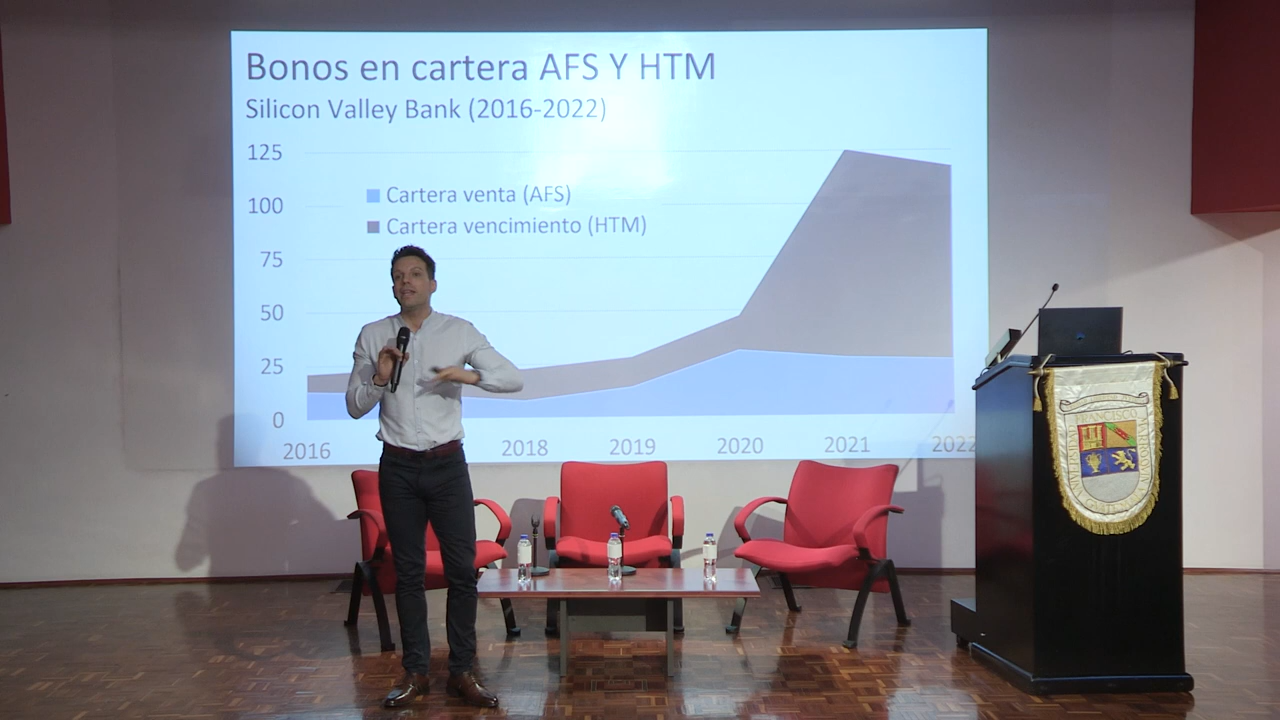 Bonos en cartera AFS Y HTM
Silicon Valley Bank (2016-2022)
125
Cartera venta (AFS)
100
Cartera vencimiento (HTM)
75
50
25
0
2016 2018 2019 2020 2021 2022
FRANCISCO